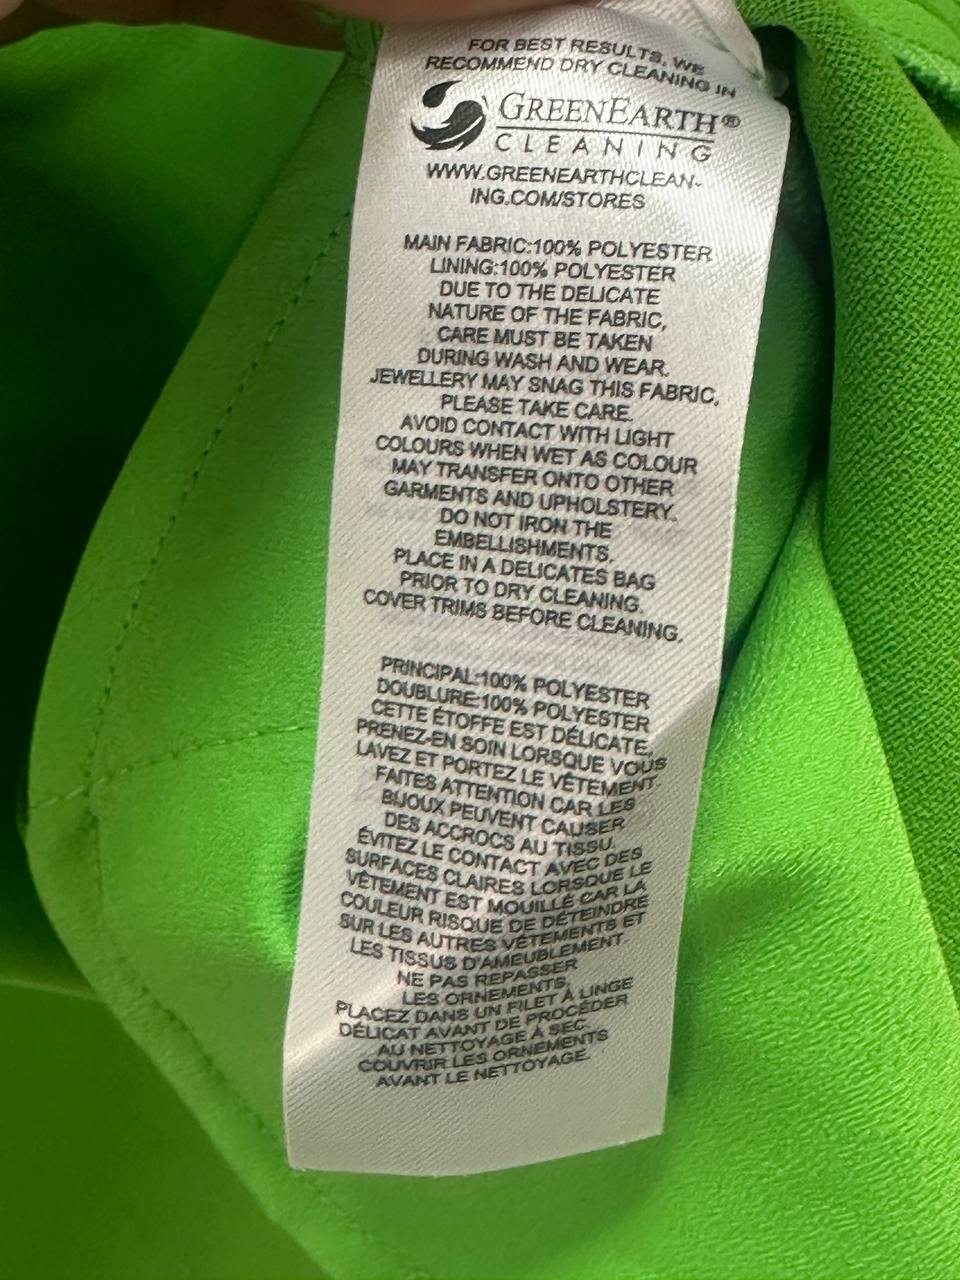 FOR BEST RESULTS, WE
RECOMMEND DRY CLEANING IN
GREENEARTH®
CLEANING
WWW.GREENEARTHCLEAN-
ING.COM/STORES
MAIN FABRIC:100% POLYESTER
LINING:100% POLYESTER
DUE TO THE DELICATE
NATURE OF THE FABRIC,
CARE MUST BE TAKEN
DURING WASH AND WEAR.
JEWELLERY MAY SNAG THIS FABRIC,
PLEASE TAKE CARE.
AVOID CONTACT WITH LIGHT
COLOURS WHEN WET AS COLOUR
MAY TRANSFER ONTO OTHER
GARMENTS AND UPHOLSTERY.
DO NOT IRON THE
EMBELLISHMENTS.
PLACE IN A DELICATES BAG
PRIOR TO DRY CLEANING.
COVER TRIMS BEFORE CLEANING.
PRINCIPAL:100% POLYESTER
DOUBLURE:100% POLYESTER
CETTE ÉTOFFE EST DÉLICATE,
PRENEZ-EN SOIN LORSQUE VOUS
LAVEZ ET PORTEZ LE VÊTEMENT.
FAITES ATTENTION CAR LES
BIJOUX PEUVENT CAUSER
DES ACCROCS AU TISSU.
ÉVITEZ LE CONTACT AVEC DES
SURFACES CLAIRES LORSQUE LE
VÊTEMENT EST MOUILLÉ CAR LA
COULEUR RISQUE DE DÉTEINDRE
SUR LES AUTRES VÊTEMENTS ET
LES TISSUS D'AMEUBLEMENT.
NE PAS REPASSER
LES ORNEMENTS.
PLACEZ DANS UN FILET À LINGE
DÉLICAT AVANT DE PROCÉDER
AU NETTOYAGE À SEC.
COUVRIR LES ORNEMENTS
AVANT LE NETTOYAGE.